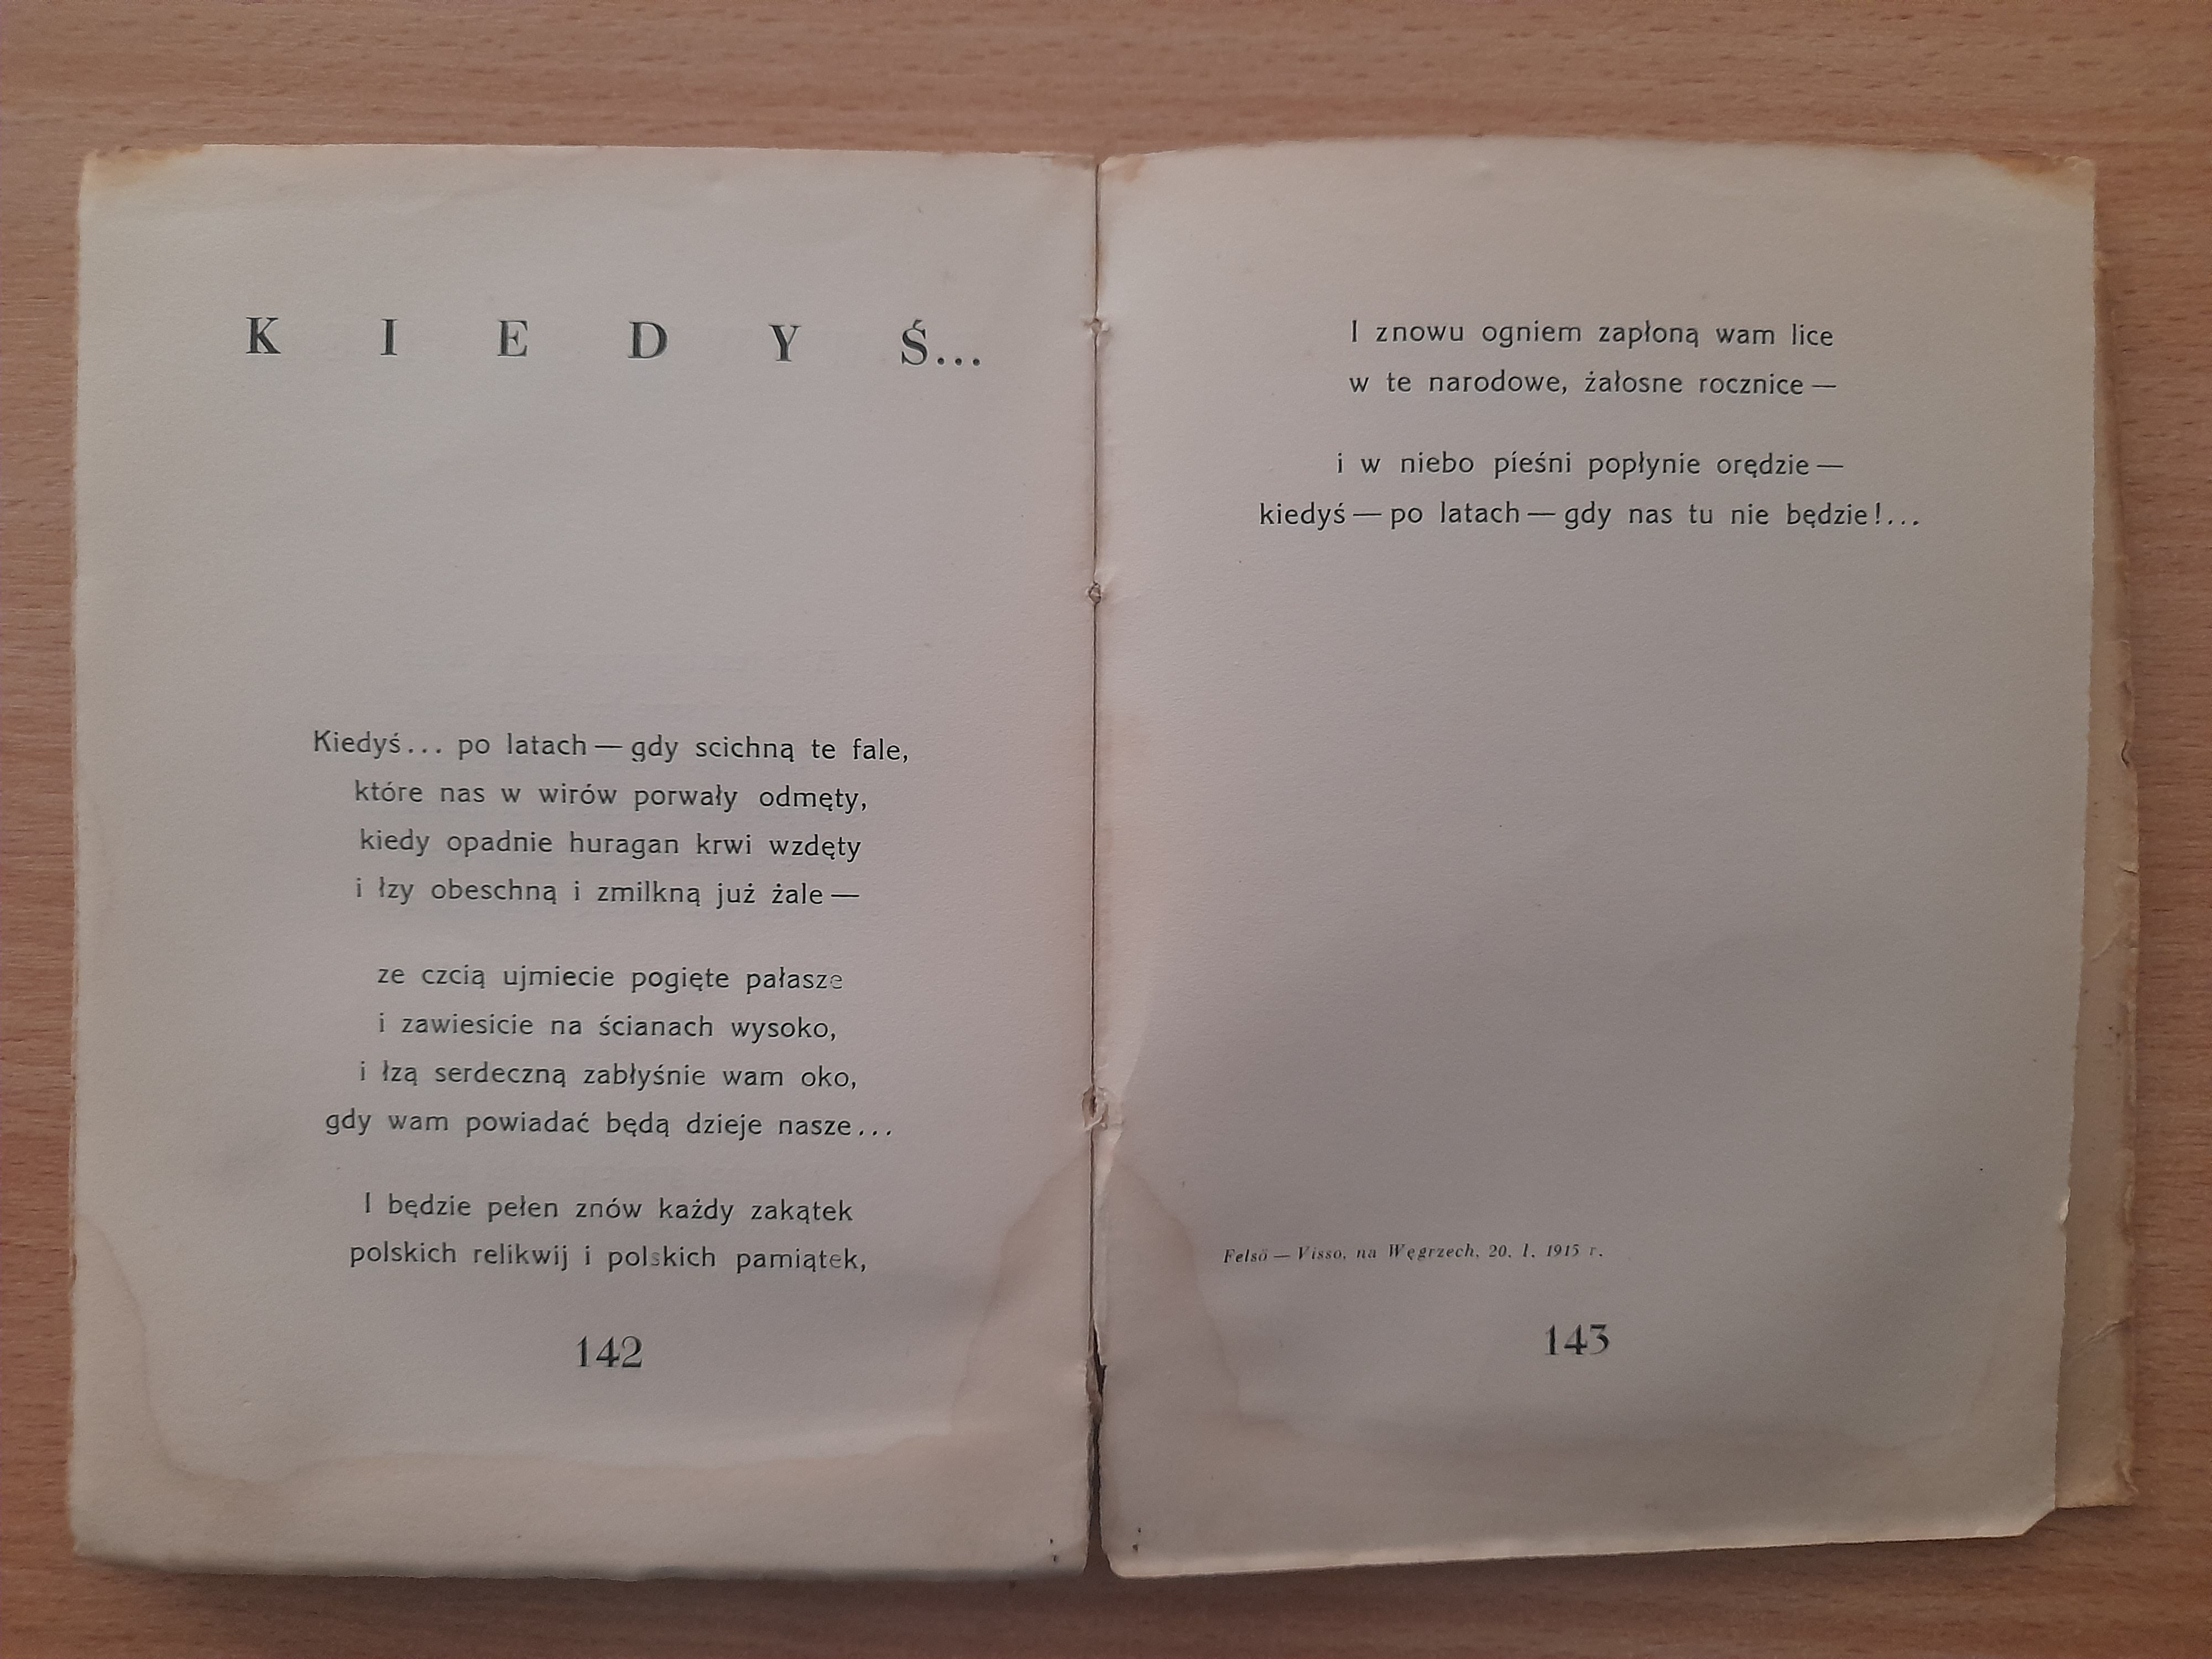 KIEDYŚ...
Kiedyś... po latach — gdy scichną te fale,
które nas w wirów porwały odmęty,
kiedy opadnie huragan krwi wzdęty
i łzy obeschną i zmilkną już żale —
ze czcią ujmiecie pogięte pałasze
i zawiesicie na ścianach wysoko,
i łzą serdeczną zabłyśnie wam oko,
gdy wam powiadać będą dzieje nasze...
I będzie pełen znów każdy zakątek
polskich relikwij i polskich pamiątek,
142
I znowu ogniem zapłoną wam lice
w te narodowe, żałosne rocznice —
i w niebo pieśni popłynie orędzie —
kiedyś — po latach — gdy nas tu nie będzie!...
Felsö — Visso, na Węgrzech, 20. I. 1915 r.
143